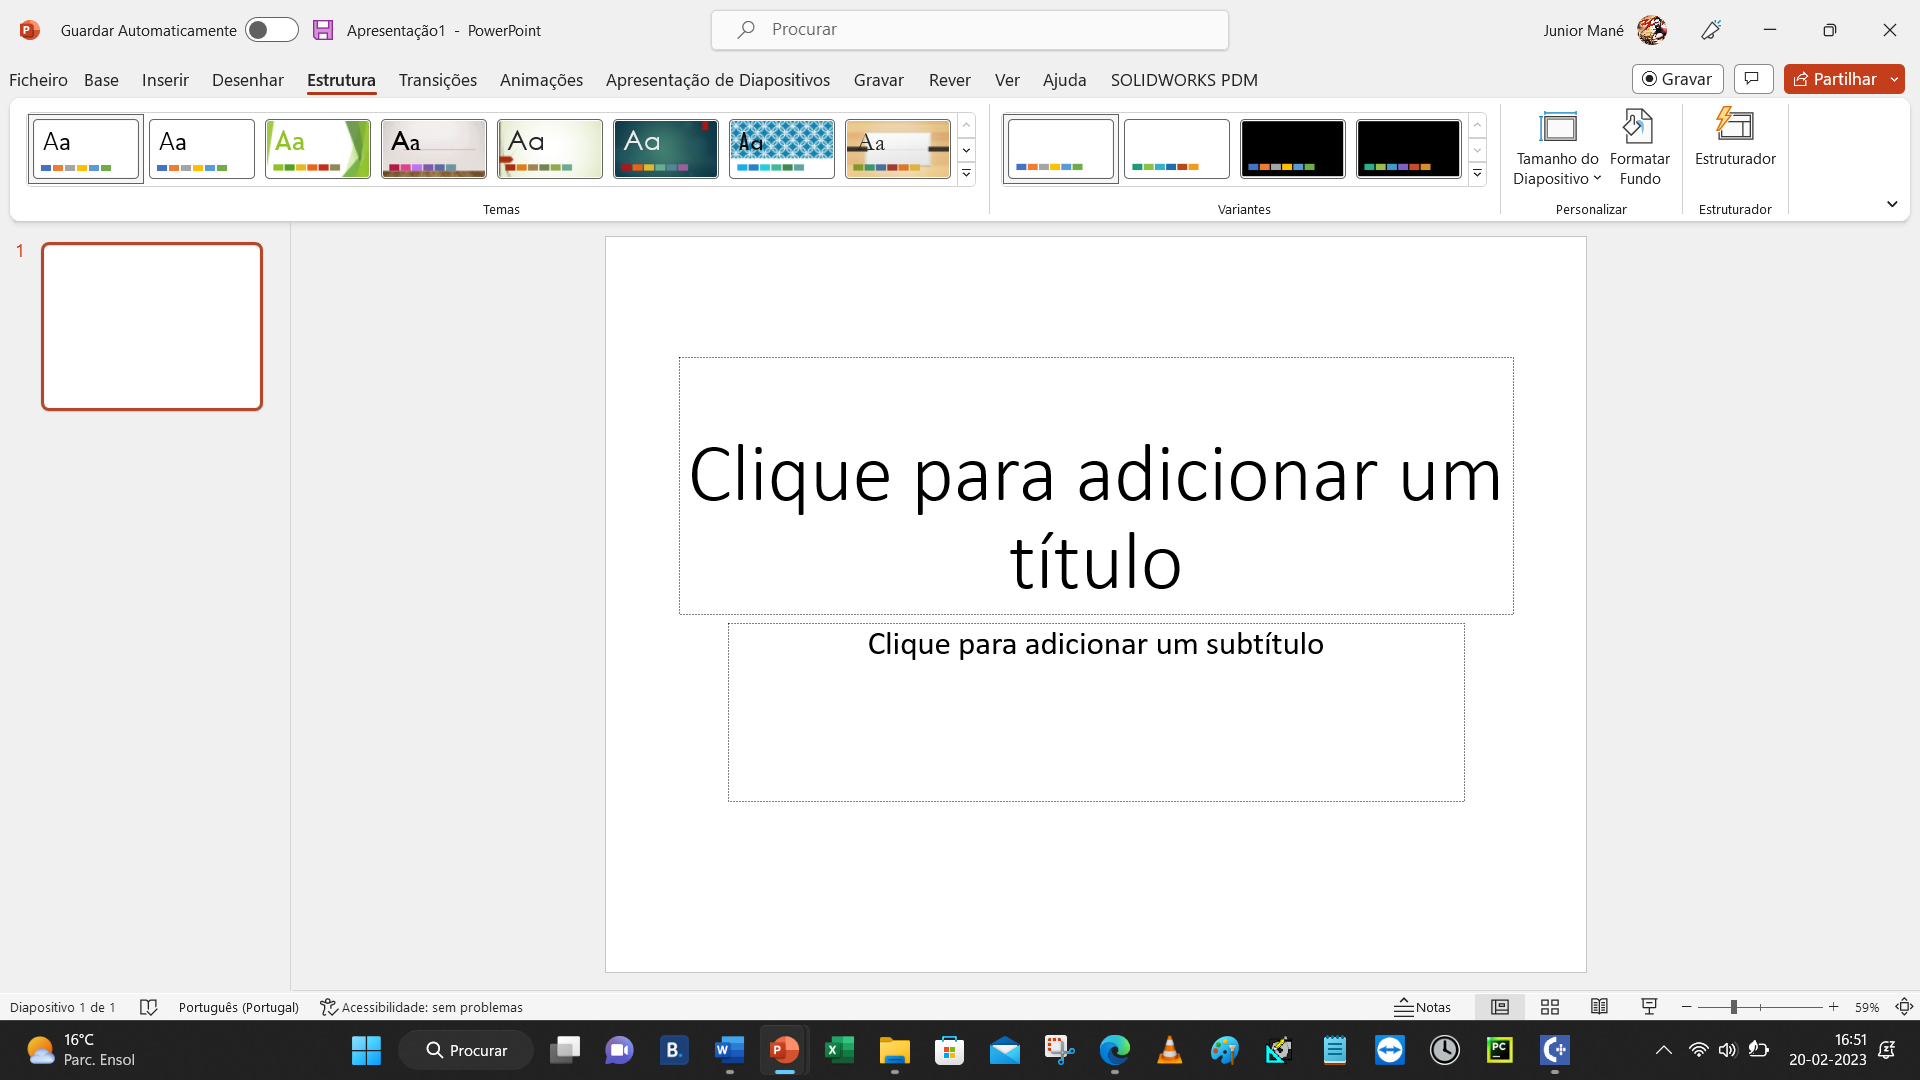 Guardar Automaticamente
Apresentação1 - PowerPoint
Procurar
Junior Mané
Ficheiro Base Inserir Desenhar Estrutura Transições Animações Apresentação de Diapositivos Gravar Rever Ver Ajuda SOLIDWORKS PDM
Gravar
Partilhar
Aa Aa Aa Aa Aa Aa Aa Aa
Tamanho do
Diapositivo
Formatar
Fundo
Estruturador
Temas
Variantes
Personalizar
Estruturador
1
Clique para adicionar um
título
Clique para adicionar um subtítulo
Diapositivo 1 de 1
Português (Portugal)
Acessibilidade: sem problemas
Notas
59%
16°C
Parc. Ensol
Procurar
16:51
20-02-2023